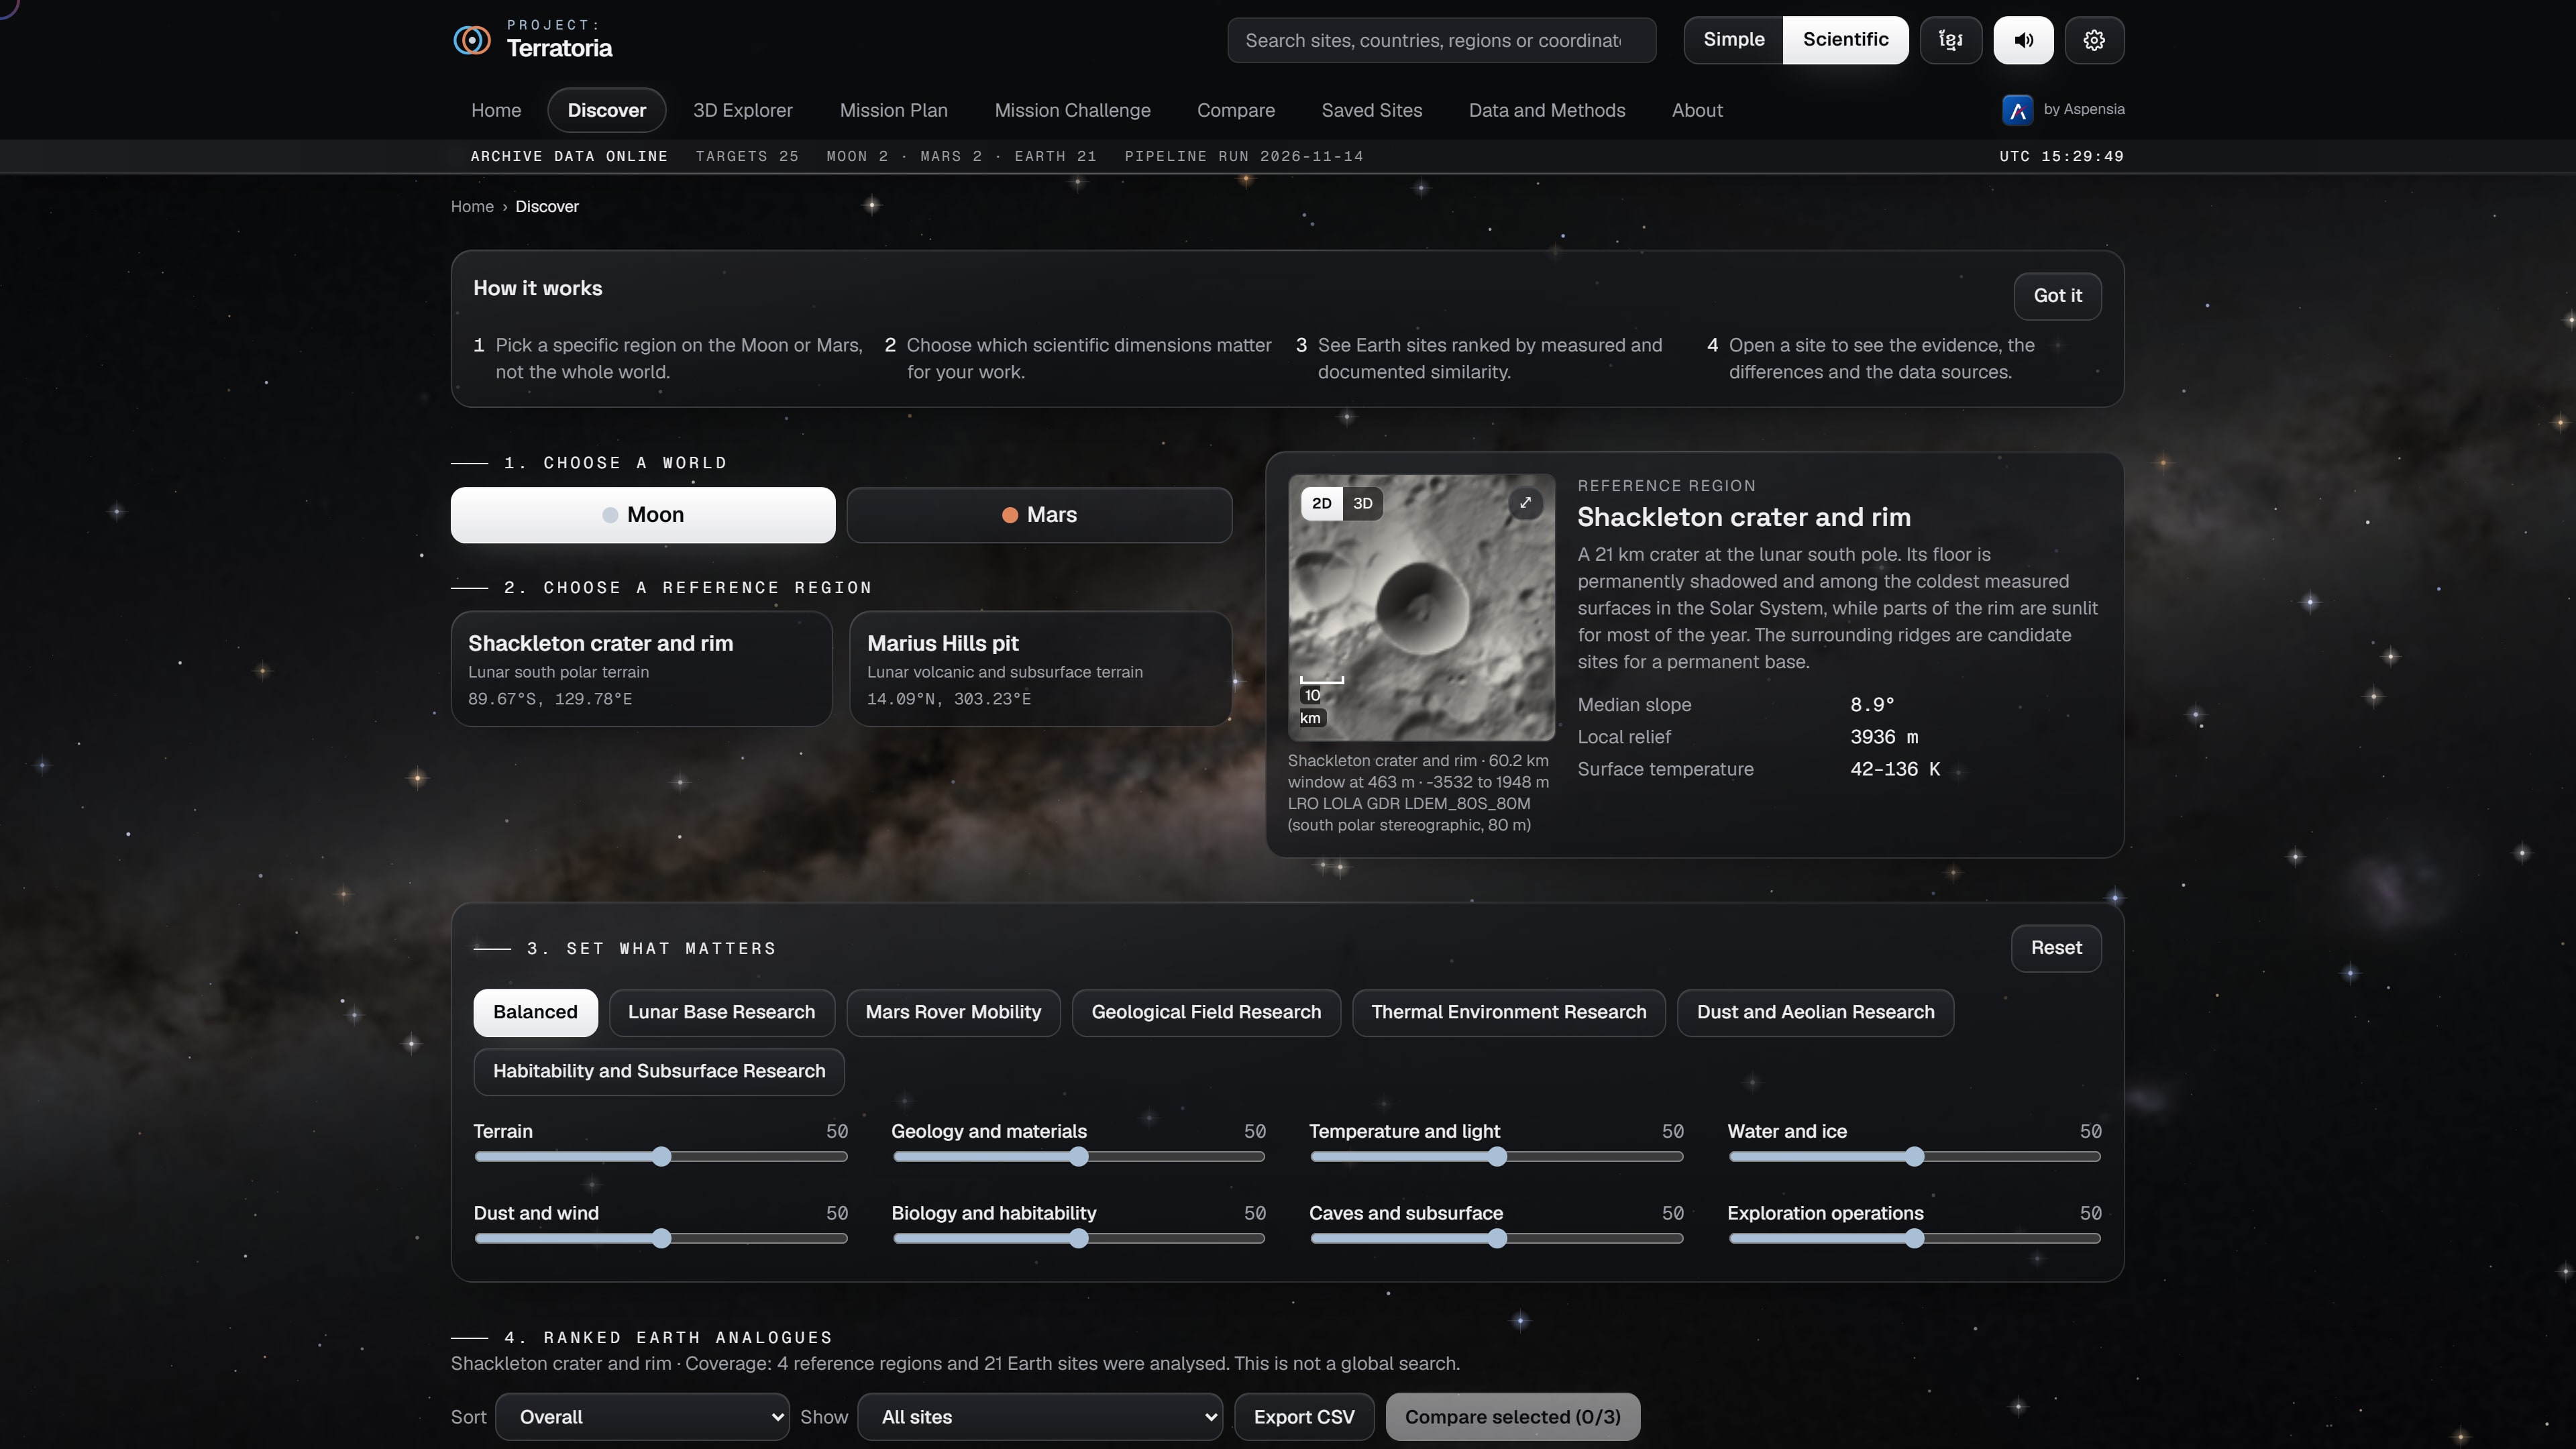 PROJECT:
Terratoria
Search sites, countries, regions or coordinat
Simple
Scientific
ខ្មែរ
Home
Discover
3D Explorer
Mission Plan
Mission Challenge
Compare
Saved Sites
Data and Methods
About
by Aspensia
ARCHIVE DATA ONLINE
TARGETS 25
MOON 2 · MARS 2 · EARTH 21
PIPELINE RUN 2026-11-14
UTC 15:29:49
Home › Discover
How it works
Got it
1 Pick a specific region on the Moon or Mars,
not the whole world.
2 Choose which scientific dimensions matter
for your work.
3 See Earth sites ranked by measured and
documented similarity.
4 Open a site to see the evidence, the
differences and the data sources.
1. CHOOSE A WORLD
Moon
Mars
2. CHOOSE A REFERENCE REGION
Shackleton crater and rim
Lunar south polar terrain
89.67°S, 129.78°E
Marius Hills pit
Lunar volcanic and subsurface terrain
14.09°N, 303.23°E
2D
3D
10
km
Shackleton crater and rim · 60.2 km
window at 463 m · -3532 to 1948 m
LRO LOLA GDR LDEM_80S_80M
(south polar stereographic, 80 m)
REFERENCE REGION
Shackleton crater and rim
A 21 km crater at the lunar south pole. Its floor is
permanently shadowed and among the coldest measured
surfaces in the Solar System, while parts of the rim are sunlit
for most of the year. The surrounding ridges are candidate
sites for a permanent base.
Median slope 8.9°
Local relief 3936 m
Surface temperature 42–136 K
3. SET WHAT MATTERS
Reset
Balanced
Lunar Base Research
Mars Rover Mobility
Geological Field Research
Thermal Environment Research
Dust and Aeolian Research
Habitability and Subsurface Research
Terrain 50
Geology and materials 50
Temperature and light 50
Water and ice 50
Dust and wind 50
Biology and habitability 50
Caves and subsurface 50
Exploration operations 50
4. RANKED EARTH ANALOGUES
Shackleton crater and rim · Coverage: 4 reference regions and 21 Earth sites were analysed. This is not a global search.
Sort
Overall
Show
All sites
Export CSV
Compare selected (0/3)